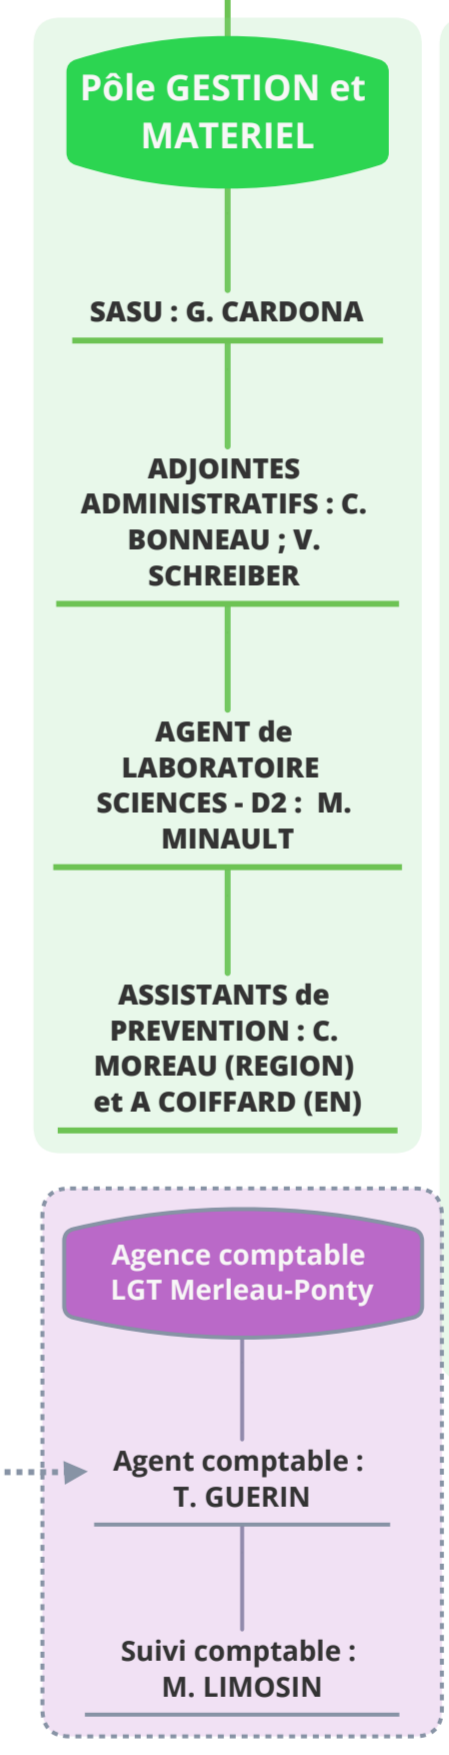 Pôle GESTION et
MATERIEL
SASU : G. CARDONA
ADJOINTES
ADMINISTRATIFS : C.
BONNEAU ; V.
SCHREIBER
AGENT de
LABORATOIRE
SCIENCES - D2 : M.
MINAULT
ASSISTANTS de
PREVENTION : C.
MOREAU (REGION)
et A COIFFARD (EN)
Agence comptable
LGT Merleau-Ponty
Agent comptable :
T. GUERIN
Suivi comptable :
M. LIMOSIN